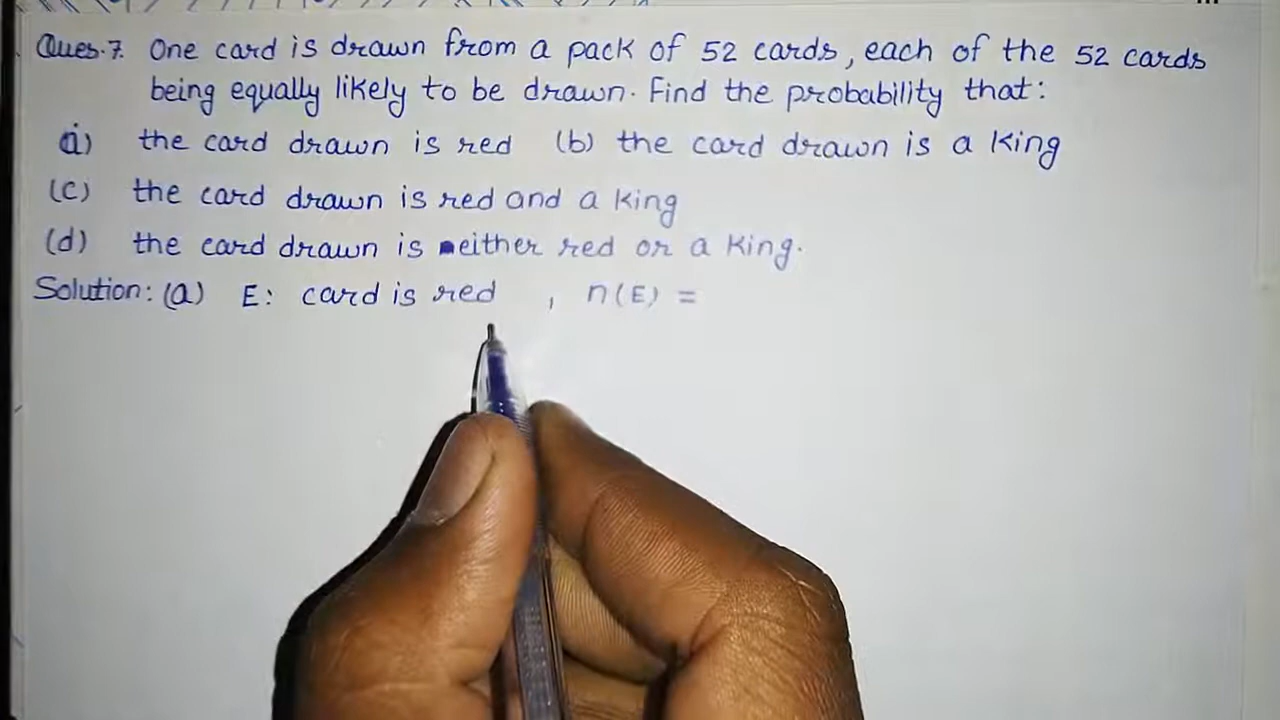 Ques.7. One card is drawn from a pack of 52 cards, each of the 52 cards
being equally likely to be drawn. Find the probability that:
a) the card drawn is red (b) the card drawn is a King
(c) the card drawn is red and a King
(d) the card drawn is either red or a King.
Solution: (a) E: card is red , n(E) =